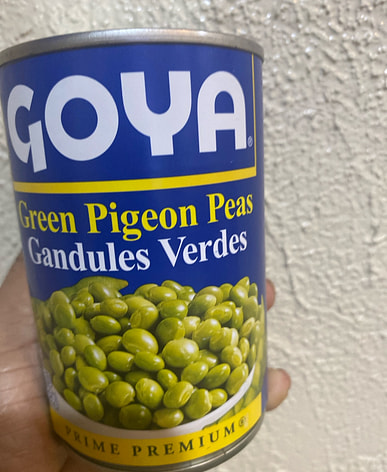 GOYA®
Green Pigeon Peas
Gandules Verdes
PRIME PREMIUM®